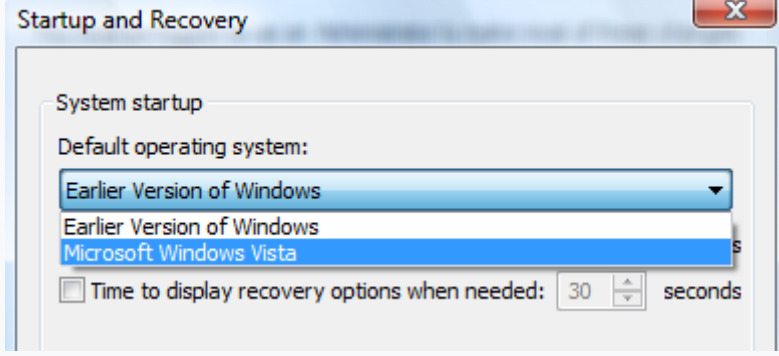 Startup and Recovery
System startup
Default operating system:
Earlier Version of Windows
Earlier Version of Windows
Microsoft Windows Vista
Time to display recovery options when needed: 30 seconds